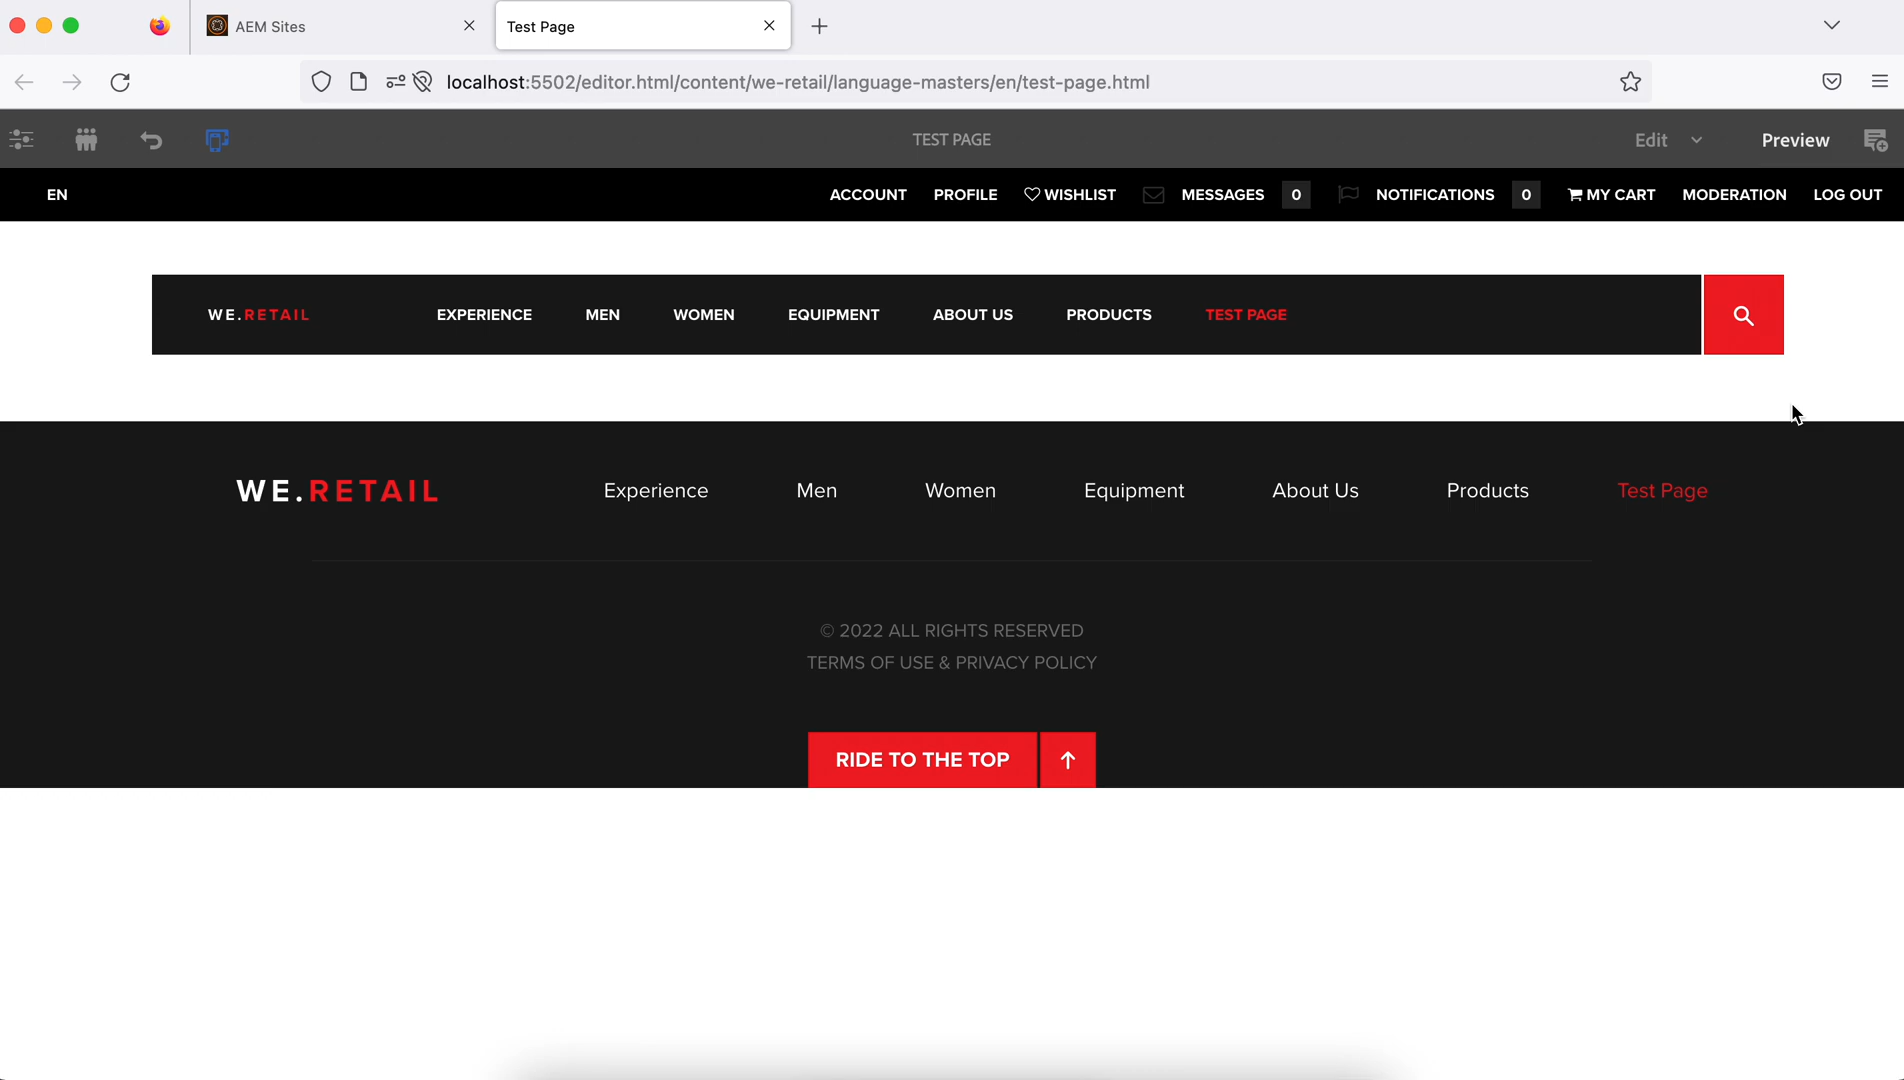 AEM Sites
Test Page
localhost:5502/editor.html/content/we-retail/language-masters/en/test-page.html
TEST PAGE
Edit
Preview
EN
ACCOUNT
PROFILE
WISHLIST
MESSAGES 0
NOTIFICATIONS 0
MY CART
MODERATION
LOG OUT
WE.RETAIL
EXPERIENCE
MEN
WOMEN
EQUIPMENT
ABOUT US
PRODUCTS
TEST PAGE
WE.RETAIL
Experience
Men
Women
Equipment
About Us
Products
Test Page
© 2022 ALL RIGHTS RESERVED
TERMS OF USE & PRIVACY POLICY
RIDE TO THE TOP